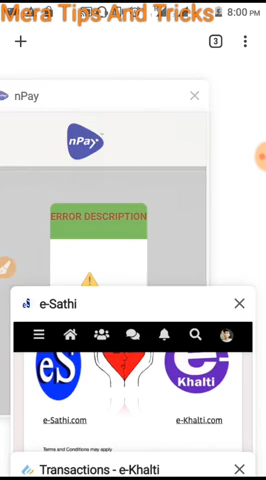 Mera Tips And Tricks
8:00 PM
3
nPay
nPay
ERROR DESCRIPTION
eS e-Sathi
eS
e
Khalti
e-Sathi.com e-Khalti.com
Terms and Conditions may apply
Transactions - e-Khalti